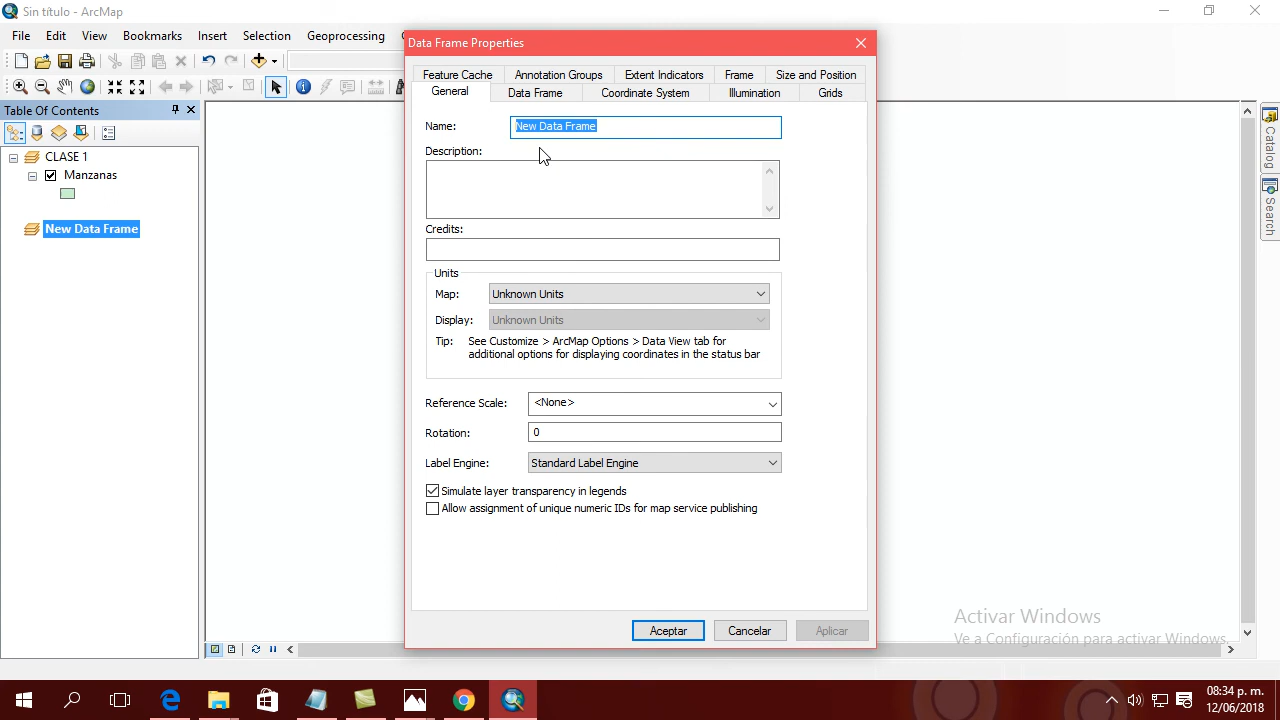 Sin título - ArcMap
File Edit View Bookmarks Insert Selection Geoprocessing
Table Of Contents
CLASE 1
Manzanas
New Data Frame
Data Frame Properties
Feature Cache Annotation Groups Extent Indicators Frame Size and Position
General Data Frame Coordinate System Illumination Grids
Name: New Data Frame
Description:
Credits:
Units
Map: Unknown Units
Display: Unknown Units
Tip: See Customize > ArcMap Options > Data View tab for
additional options for displaying coordinates in the status bar
Reference Scale: <None>
Rotation: 0
Label Engine: Standard Label Engine
Simulate layer transparency in legends
Allow assignment of unique numeric IDs for map service publishing
Aceptar Cancelar Aplicar
Catalog
Search
Activar Windows
Ve a Configuración para activar Windows.
08:34 p. m.
12/06/2018